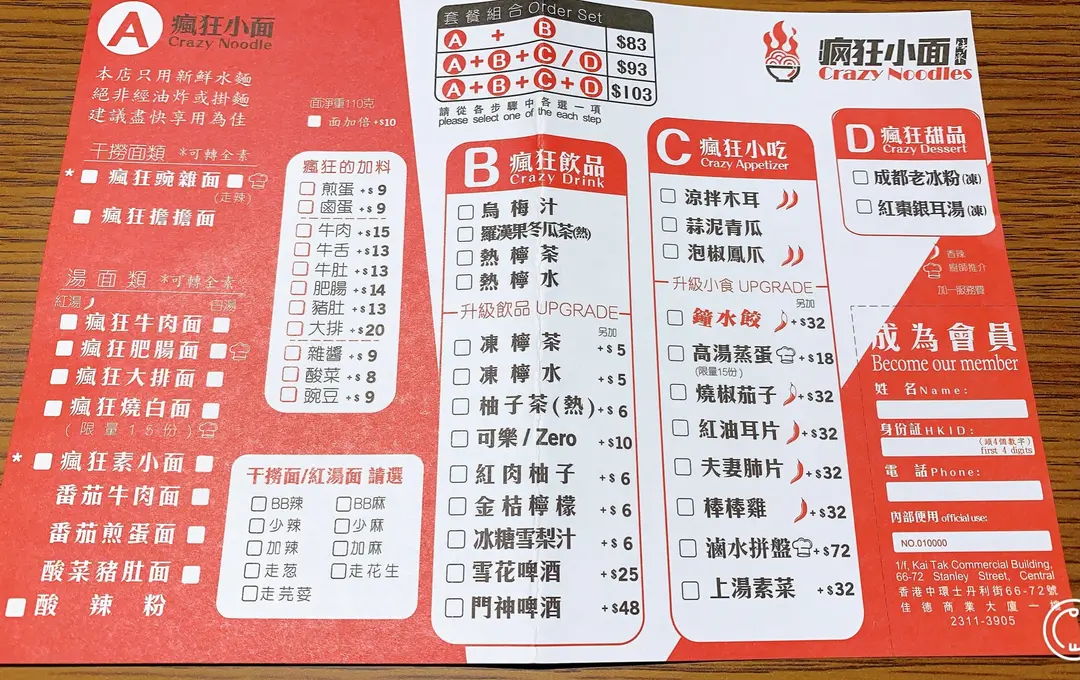 A 瘋狂小面
Crazy Noodle
本店只用新鮮水麵
絕非經油炸或掛麵
建議盡快享用為佳
面淨重110克
面加倍 +$10
干撈面類 *可轉全素
* 瘋狂豌雜面
(走辣)
瘋狂擔擔面
湯面類 *可轉全素
紅湯 白湯
瘋狂牛肉面
瘋狂肥腸面
瘋狂大排面
瘋狂燒白面
(限量15份)
* 瘋狂素小面
番茄牛肉面
番茄煎蛋面
酸菜豬肚面
酸辣粉
瘋狂的加料
煎蛋 +$9
鹵蛋 +$9
牛肉 +$15
牛舌 +$13
牛肚 +$13
肥腸 +$14
豬肚 +$13
大排 +$20
雜醬 +$9
酸菜 +$8
豌豆 +$9
干撈面/紅湯面 請選
BB辣 BB麻
少辣 少麻
加辣 加麻
走葱 走花生
走芫荽
套餐組合 Order Set
A + B $83
A+B+C/D $93
A+B+C+D $103
請從各步驟中各選一項
please select one of the each step
B 瘋狂飲品
Crazy Drink
烏梅汁
羅漢果冬瓜茶(熱)
熱檸茶
熱檸水
升級飲品 UPGRADE
另加
凍檸茶 +$5
凍檸水 +$5
柚子茶(熱) +$6
可樂/Zero +$10
紅肉柚子 +$6
金桔檸檬 +$6
冰糖雪梨汁 +$6
雪花啤酒 +$25
門神啤酒 +$48
C 瘋狂小吃
Crazy Appetizer
涼拌木耳
蒜泥青瓜
泡椒鳳爪
升級小食 UPGRADE
另加
鐘水餃 +$32
高湯蒸蛋 +$18
(限量15份)
燒椒茄子 +$32
紅油耳片 +$32
夫妻肺片 +$32
棒棒雞 +$32
滷水拼盤 +$72
上湯素菜 +$32
瘋狂小面
Crazy Noodles
D 瘋狂甜品
Crazy Dessert
成都老冰粉(凍)
紅棗銀耳湯(凍)
香辣
廚師推介
加一服務費
成為會員
Become our member
姓 名 Name:
身份証 HKID:
(頭4個數字)
first 4 digits
電 話 Phone:
內部使用 official use:
NO.010000
1/f, Kai Tak Commercial Building,
66-72 Stanley Street, Central
香港中環士丹利街66-72號
佳德商業大廈一樓
2311-3905